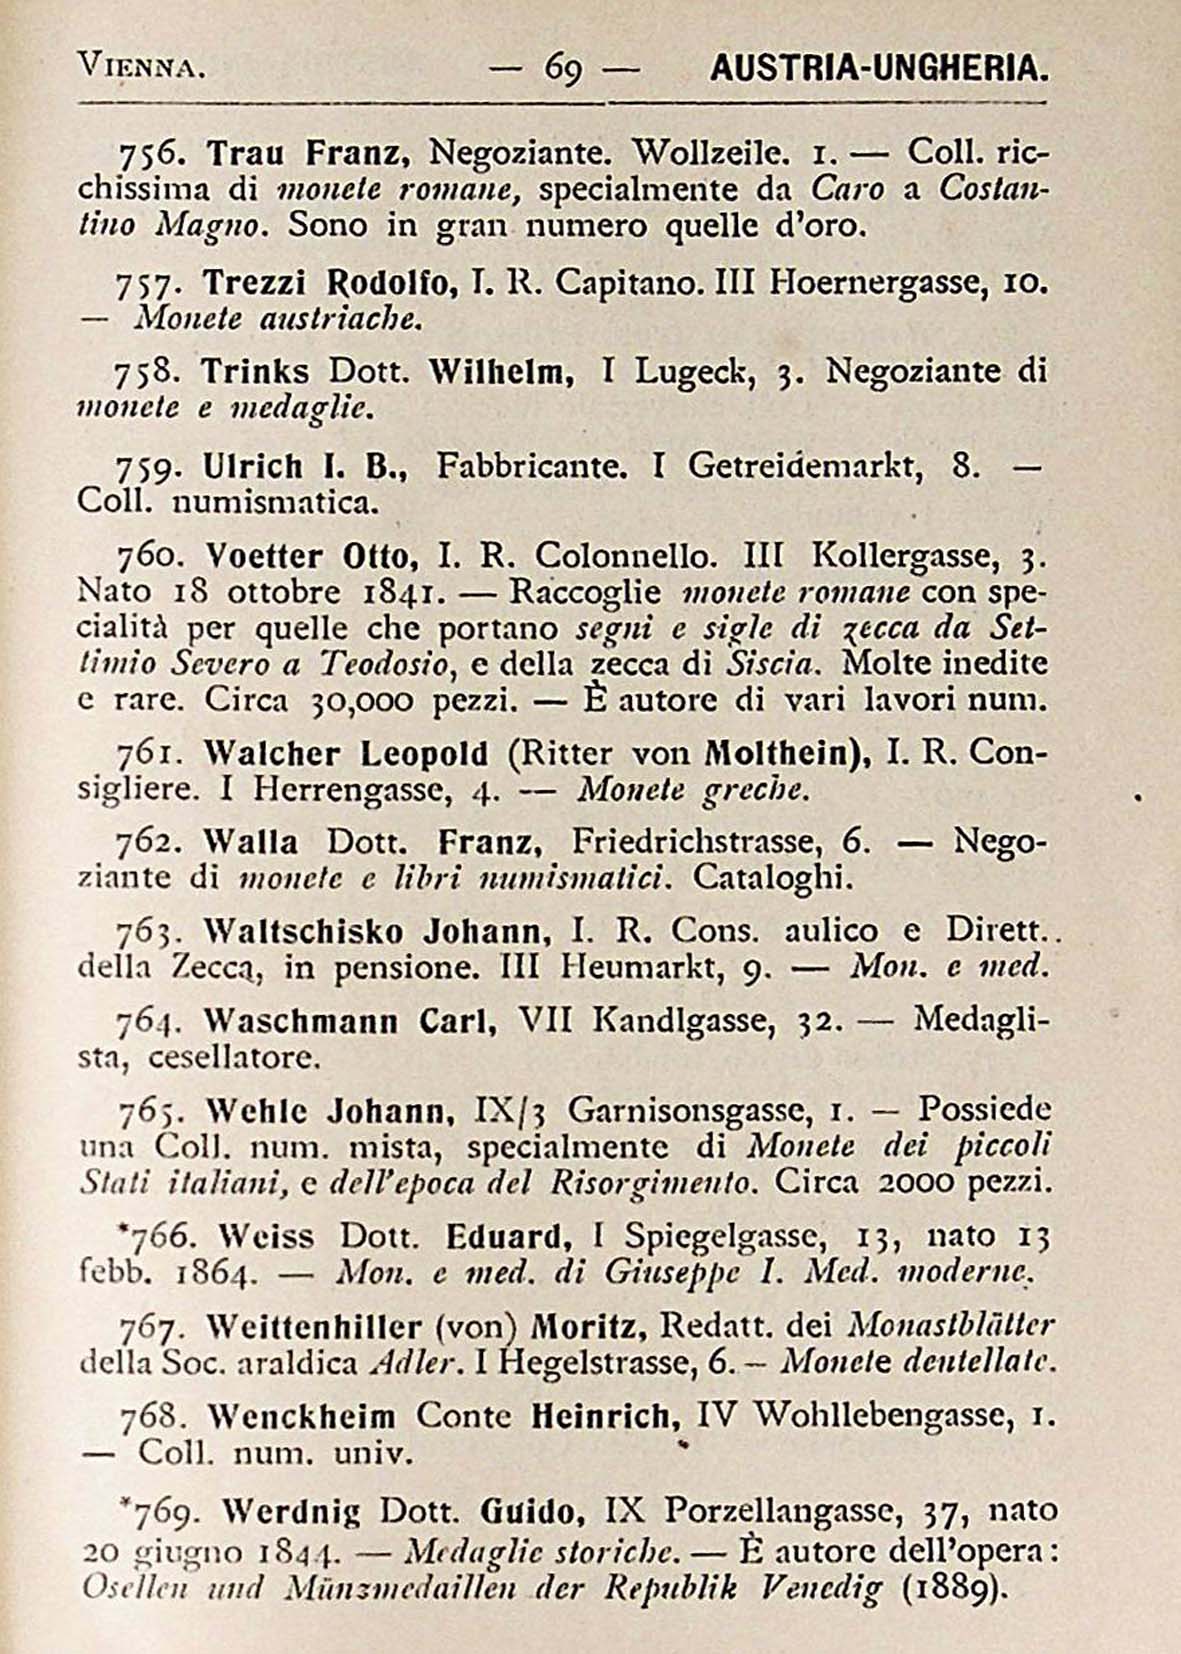 VIENNA. — 69 — AUSTRIA-UNGHERIA.
756. Trau Franz, Negoziante. Wollzeile. 1. — Coll. ric-
chissima di monete romane, specialmente da Caro a Costan-
tino Magno. Sono in gran numero quelle d'oro.
757. Trezzi Rodolfo, I. R. Capitano. III Hoernergasse, 10.
— Monete austriache.
758. Trinks Dott. Wilhelm, I Lugeck, 3. Negoziante di
monete e medaglie.
759. Ulrich I. B., Fabbricante. I Getreidemarkt, 8. —
Coll. numismatica.
760. Voetter Otto, I. R. Colonnello. III Kollergasse, 3.
Nato 18 ottobre 1841. — Raccoglie monete romane con spe-
cialità per quelle che portano segni e sigle di zecca da Set-
timio Severo a Teodosio, e della zecca di Siscia. Molte inedite
e rare. Circa 30,000 pezzi. — È autore di vari lavori num.
761. Walcher Leopold (Ritter von Molthein), I. R. Con-
sigliere. I Herrengasse, 4. — Monete greche.
762. Walla Dott. Franz, Friedrichstrasse, 6. — Nego-
ziante di monete e libri numismatici. Cataloghi.
763. Waltschisko Johann, I. R. Cons. aulico e Dirett..
della Zecca, in pensione. III Heumarkt, 9. — Mon. e med.
764. Waschmann Carl, VII Kandlgasse, 32. — Medagli-
sta, cesellatore.
765. Wehle Johann, IX/3 Garnisonsgasse, 1. — Possiede
una Coll. num. mista, specialmente di Monete dei piccoli
Stati italiani, e dell'epoca del Risorgimento. Circa 2000 pezzi.
*766. Weiss Dott. Eduard, I Spiegelgasse, 13, nato 13
febb. 1864. — Mon. e med. di Giuseppe I. Med. moderne.
767. Weittenhiller (von) Moritz, Redatt. dei Monastblätter
della Soc. araldica Adler. I Hegelstrasse, 6. — Monete dentellate.
768. Wenckheim Conte Heinrich, IV Wohllebengasse, 1.
— Coll. num. univ.
*769. Werdnig Dott. Guido, IX Porzellangasse, 37, nato
20 giugno 1844. — Medaglie storiche. — È autore dell'opera:
Osellen und Münzmedaillen der Republik Venedig (1889).